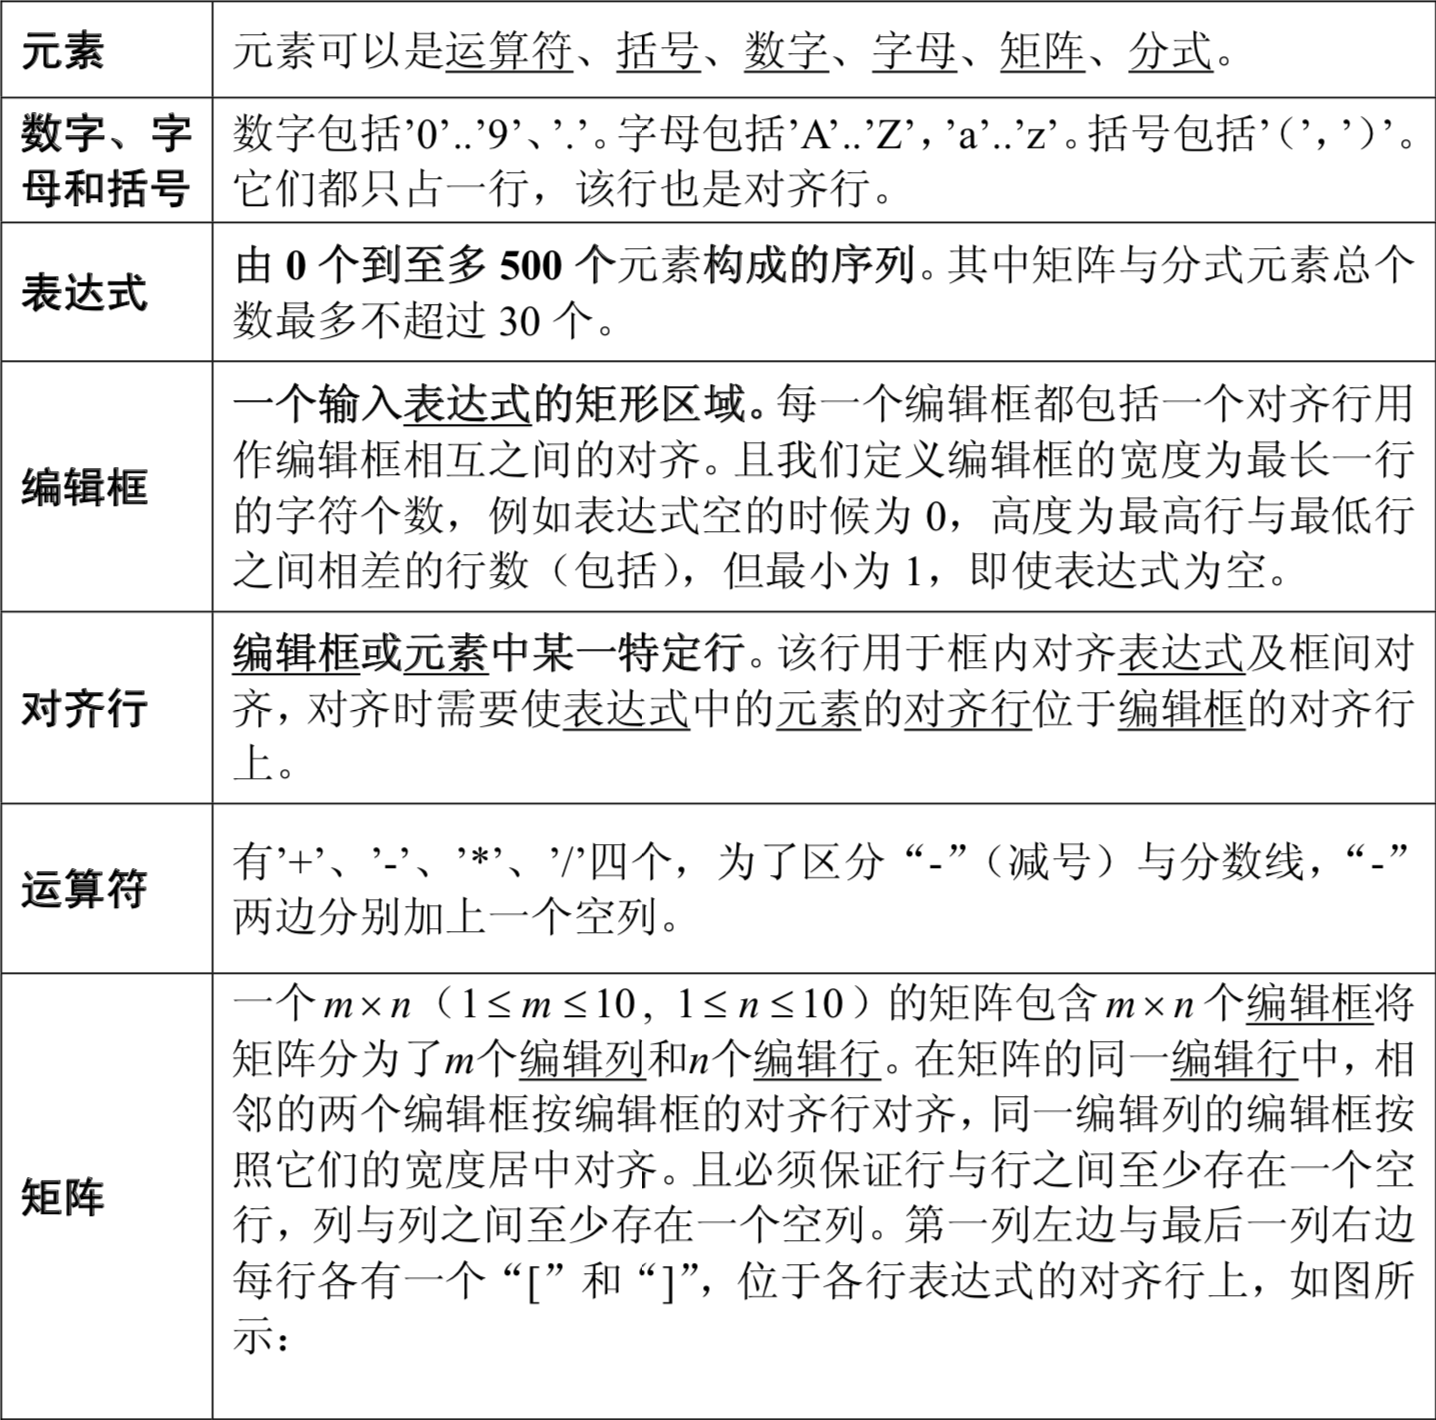 元素
元素可以是运算符、括号、数字、字母、矩阵、分式。
数字、字
母和括号
数字包括’0’..’9’、’.’。字母包括’A’..’Z’，’a’..’z’。括号包括’（’，’）’。
它们都只占一行，该行也是对齐行。
表达式
由 0 个到至多 500 个元素构成的序列。其中矩阵与分式元素总个
数最多不超过 30 个。
编辑框
一个输入表达式的矩形区域。每一个编辑框都包括一个对齐行用
作编辑框相互之间的对齐。且我们定义编辑框的宽度为最长一行
的字符个数，例如表达式空的时候为 0，高度为最高行与最低行
之间相差的行数（包括），但最小为 1，即使表达式为空。
对齐行
编辑框或元素中某一特定行。该行用于框内对齐表达式及框间对
齐，对齐时需要使表达式中的元素的对齐行位于编辑框的对齐行
上。
运算符
有’+’、’-’、’*’、’/’四个，为了区分“-”（减号）与分数线，“-”
两边分别加上一个空列。
矩阵
一个 m × n（1 ≤ m ≤ 10, 1 ≤ n ≤ 10）的矩阵包含 m × n 个编辑框将
矩阵分为了m个编辑列和n个编辑行。在矩阵的同一编辑行中，相
邻的两个编辑框按编辑框的对齐行对齐，同一编辑列的编辑框按
照它们的宽度居中对齐。且必须保证行与行之间至少存在一个空
行，列与列之间至少存在一个空列。第一列左边与最后一列右边
每行各有一个“[”和“]”，位于各行表达式的对齐行上，如图所
示：